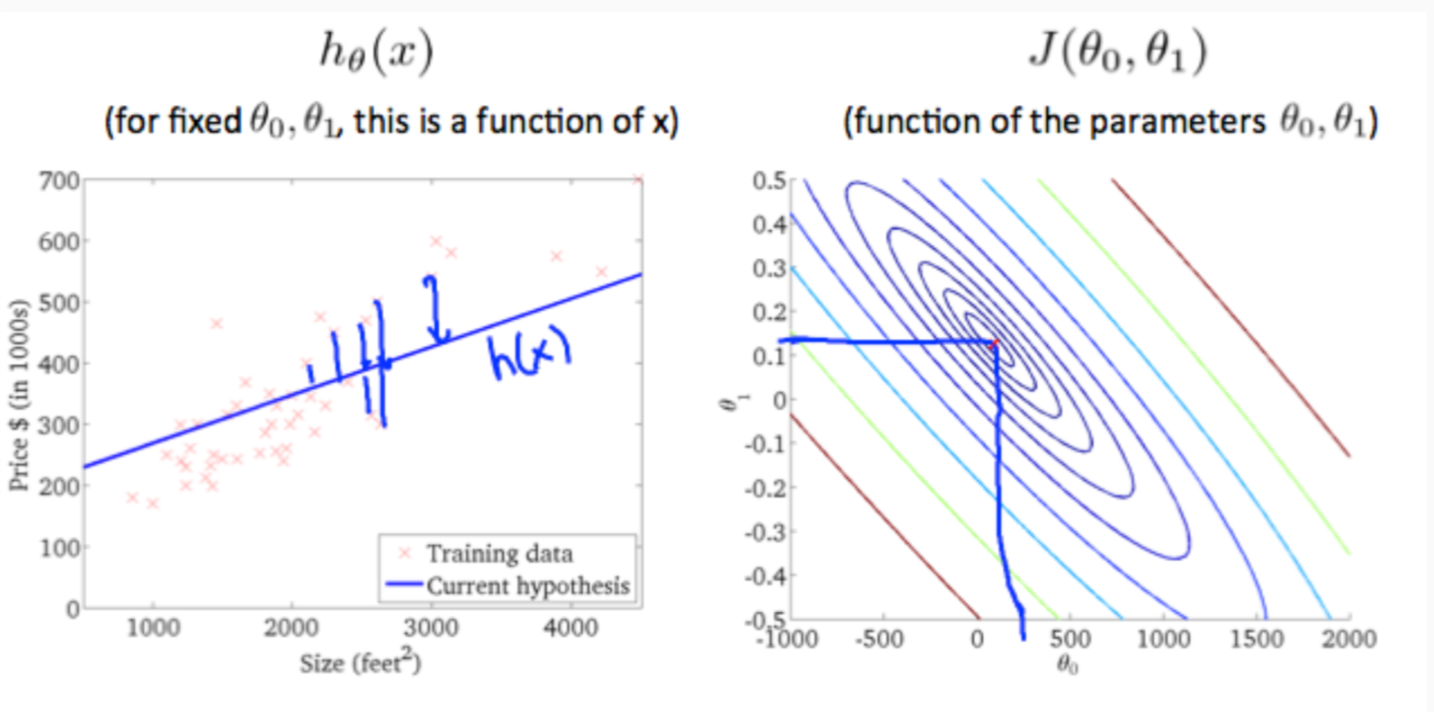 h_θ(x)
(for fixed θ₀, θ₁, this is a function of x)
700
600
500
400
300
200
100
0
1000 2000 3000 4000
Price $ (in 1000s)
Size (feet²)
h(x)
Training data
Current hypothesis
J(θ₀, θ₁)
(function of the parameters θ₀, θ₁)
0.5
0.4
0.3
0.2
0.1
0
-0.1
-0.2
-0.3
-0.4
-0.5
-1000 -500 0 500 1000 1500 2000
θ₁
θ₀